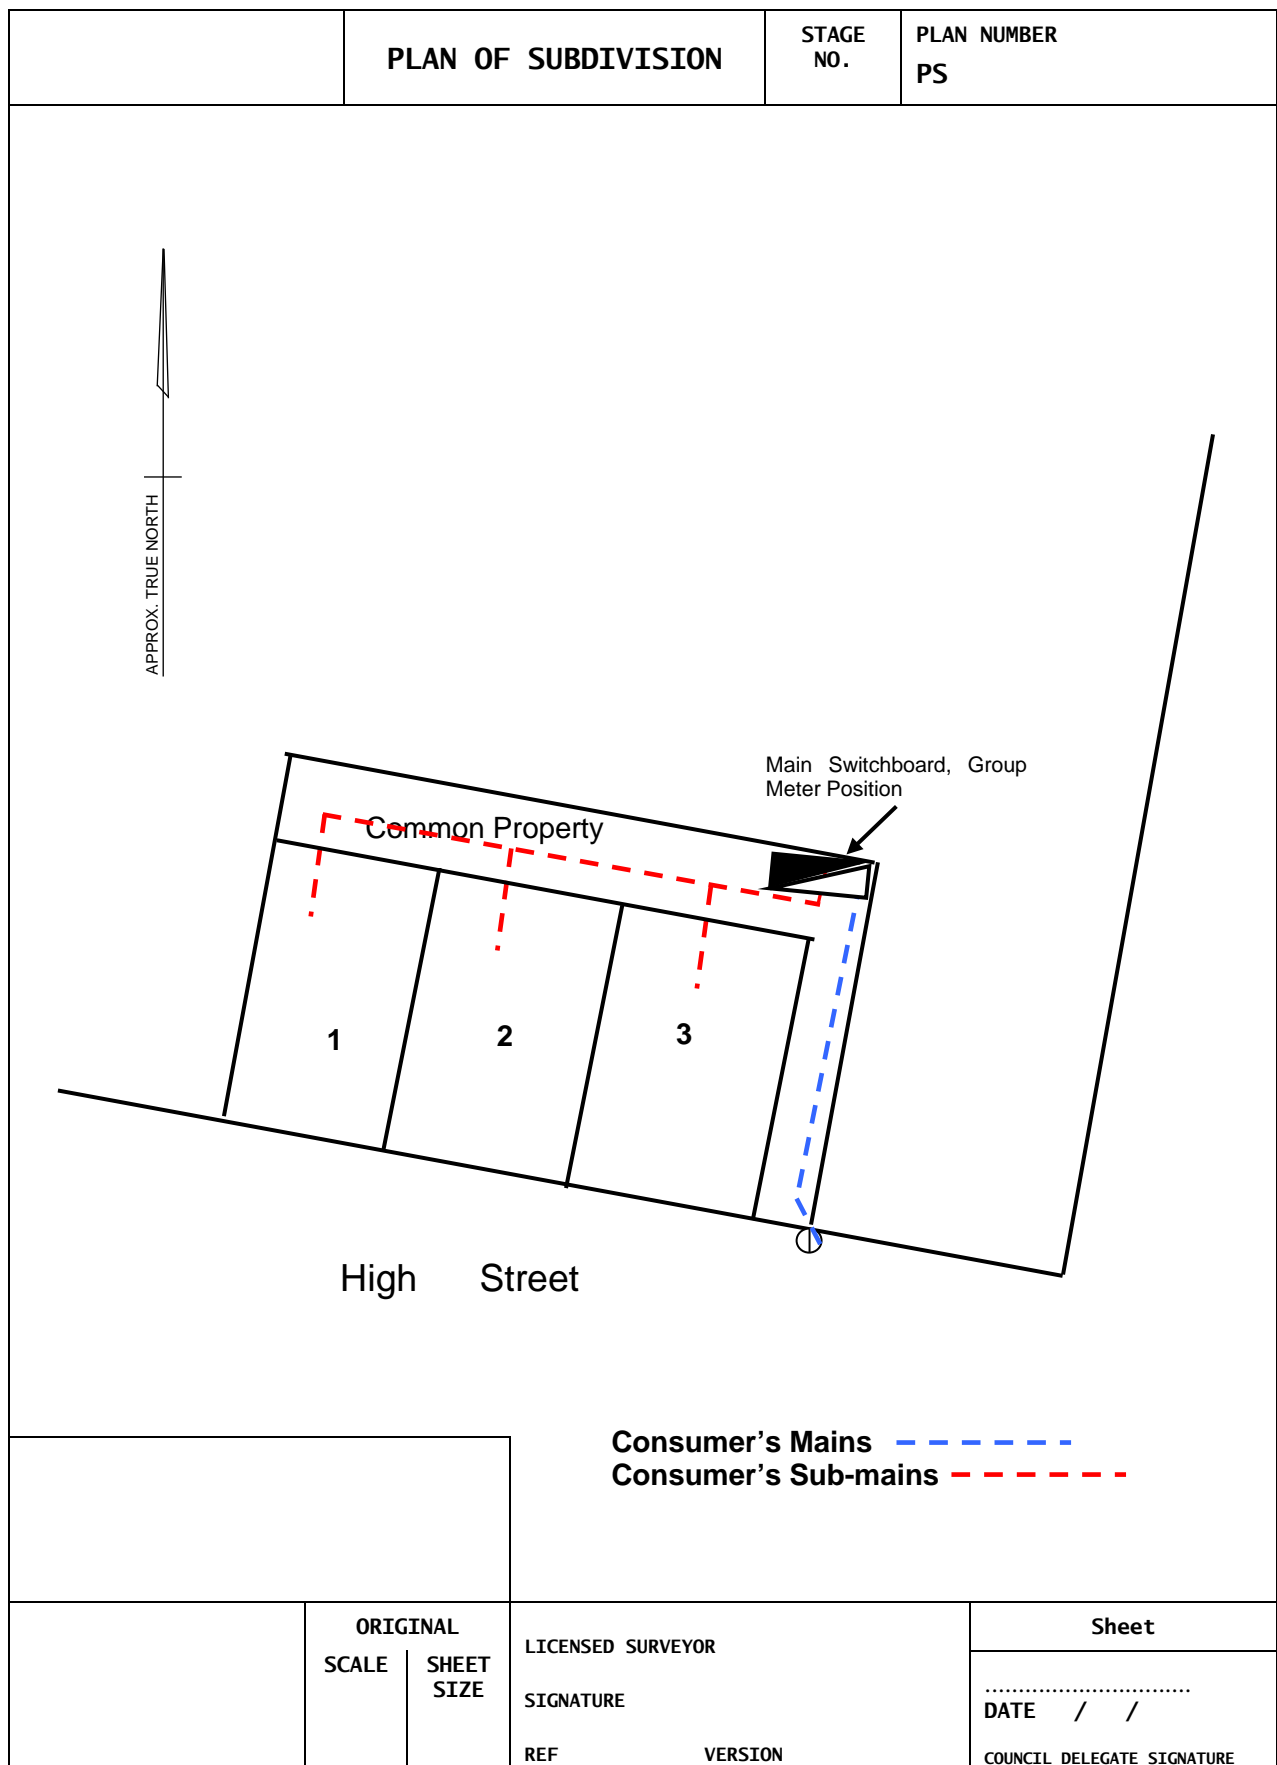 PLAN OF SUBDIVISION
STAGE
NO.
PLAN NUMBER
PS
APPROX. TRUE NORTH
Main Switchboard, Group
Meter Position
Common Property
1
2
3
High Street
Consumer's Mains
Consumer's Sub-mains
ORIGINAL
SCALE
SHEET
SIZE
LICENSED SURVEYOR
SIGNATURE
REF VERSION
Sheet
...............................
DATE / /
COUNCIL DELEGATE SIGNATURE